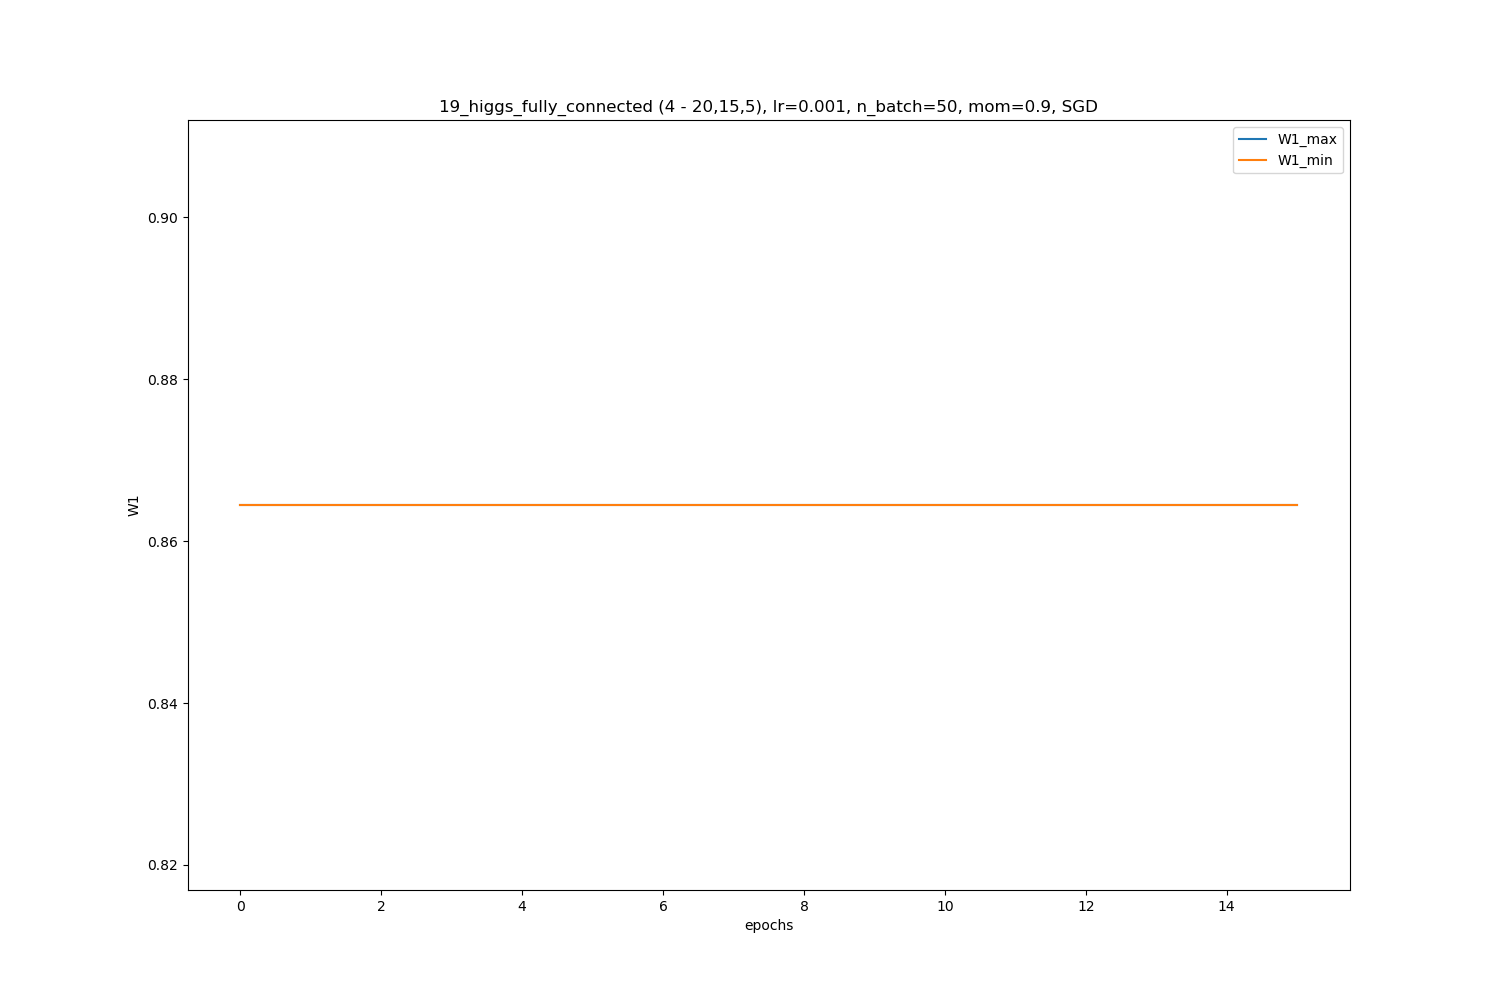 19_higgs_fully_connected (4 - 20,15,5), lr=0.001, n_batch=50, mom=0.9, SGD
W1_max
W1_min
0.90
0.88
0.86
0.84
0.82
W1
0 2 4 6 8 10 12 14
epochs